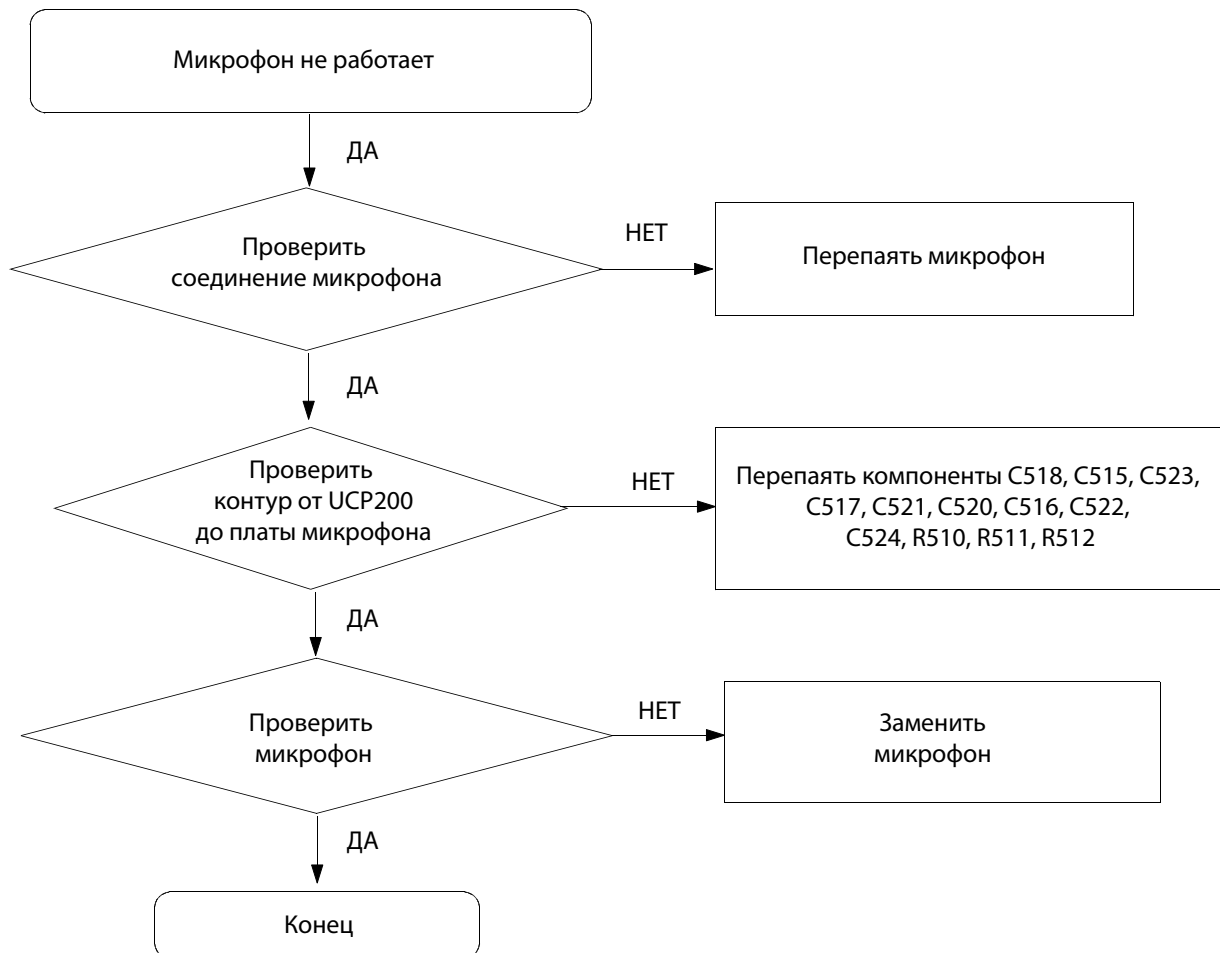 Микрофон не работает
ДА
Проверить
соединение микрофона
НЕТ
Перепаять микрофон
ДА
Проверить
контур от UCP200
до платы микрофона
НЕТ
Перепаять компоненты C518, C515, C523,
C517, C521, C520, C516, C522,
C524, R510, R511, R512
ДА
Проверить
микрофон
НЕТ
Заменить
микрофон
ДА
Конец